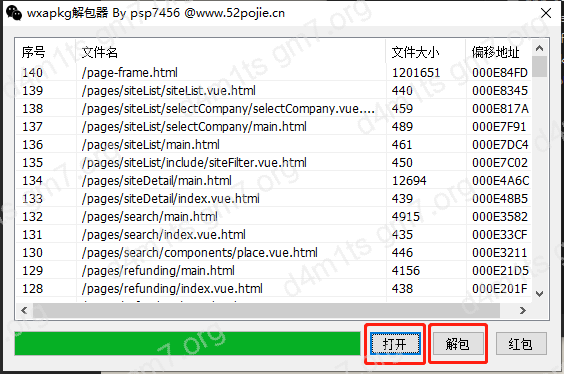 wxapkg解包器 By psp7456 @www.52pojie.cn
序号 文件名 文件大小 偏移地址
140 /page-frame.html 1201651 000E84FD
139 /pages/siteList/siteList.vue.html 440 000E8345
138 /pages/siteList/selectCompany/selectCompany.vue.... 459 000E817A
137 /pages/siteList/selectCompany/main.html 489 000E7F91
136 /pages/siteList/main.html 461 000E7DC4
135 /pages/siteList/include/siteFilter.vue.html 450 000E7C02
134 /pages/siteDetail/main.html 12694 000E4A6C
133 /pages/siteDetail/index.vue.html 439 000E48B5
132 /pages/search/main.html 4915 000E3582
131 /pages/search/index.vue.html 435 000E33CF
130 /pages/search/components/place.vue.html 446 000E3211
129 /pages/refunding/main.html 4156 000E21D5
128 /pages/refunding/index.vue.html 438 000E201F
打开 解包 红包
d4m1ts gm7.org